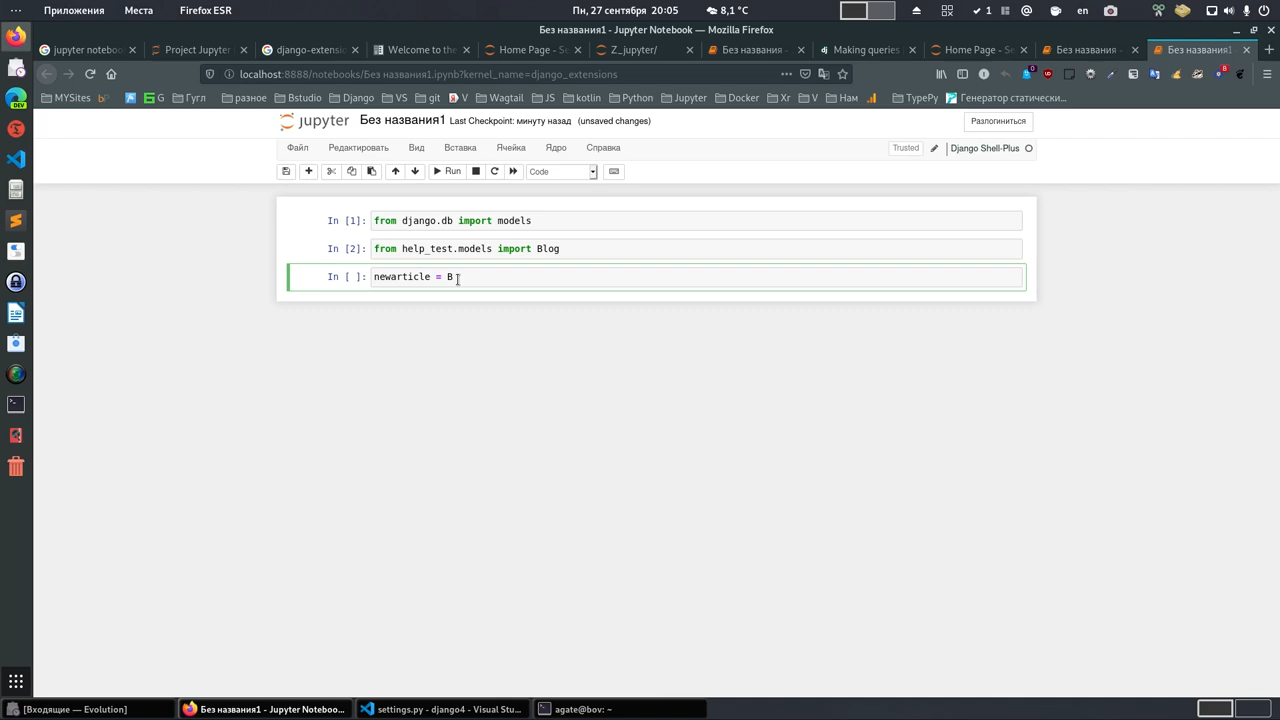 Приложения Места Firefox ESR Пн, 27 сентября 20:05 8,1 °C 1 en
Без названия1 - Jupyter Notebook — Mozilla Firefox
jupyter noteboo Project Jupyter django-extensio Welcome to the Home Page - Se Z_jupyter/ Без названия - Making queries Home Page - Se Без названия - Без названия1
localhost:8888/notebooks/Без названия1.ipynb?kernel_name=django_extensions
MYSites G Гугл разное Bstudio Django VS git V Wagtail JS kotlin Python Jupyter Docker Xr V Нам TypePy Генератор статически...
jupyter Без названия1 Last Checkpoint: минуту назад (unsaved changes) Разлогиниться
Файл Редактировать Вид Вставка Ячейка Ядро Справка Trusted Django Shell-Plus
Run Code
In [1]: from django.db import models
In [2]: from help_test.models import Blog
In [ ]: newarticle = B
[Входящие — Evolution] Без названия1 - Jupyter Noteboo... settings.py - django4 - Visual Stu... agate@bov: ~